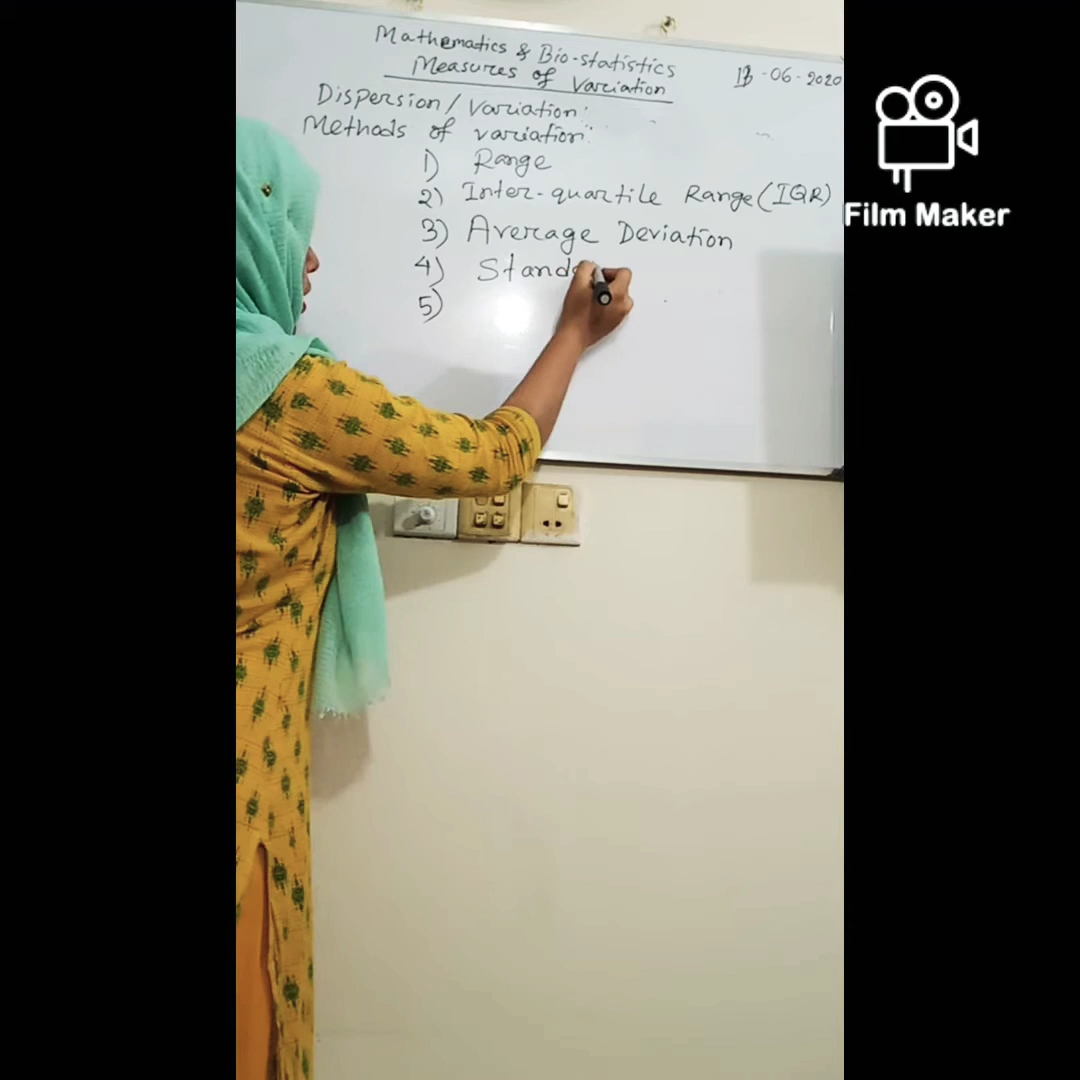 Mathematics & Bio-statistics
Measures of Variation
13-06-2020
Dispersion/Variation:
Methods of variation:
1) Range
2) Inter-quartile Range (IQR)
3) Average Deviation
4) Stand
5)
Film Maker